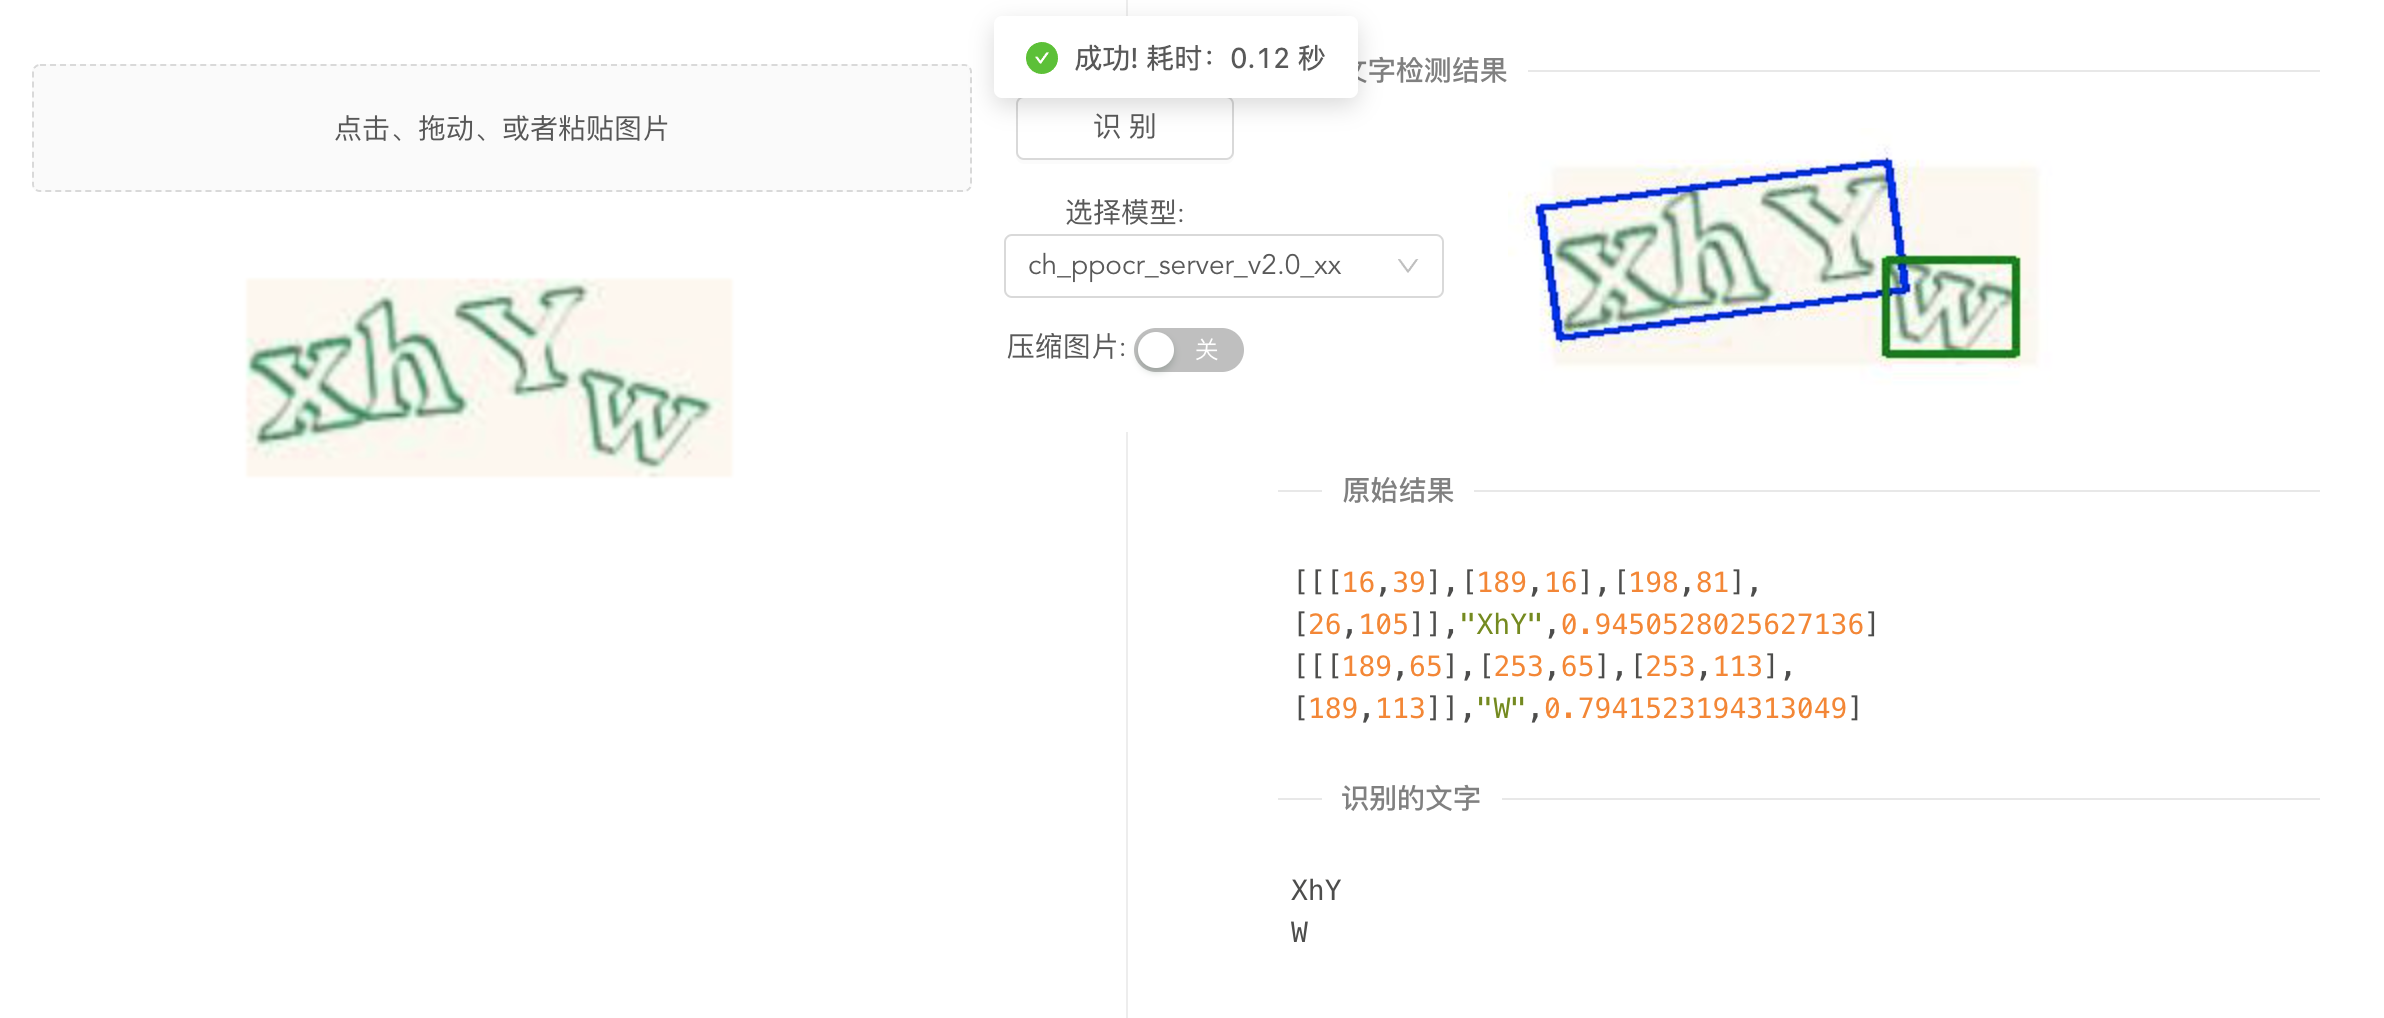 成功! 耗时：0.12 秒
文字检测结果
点击、拖动、或者粘贴图片
识 别
选择模型:
ch_ppocr_server_v2.0_xx
压缩图片:
关
XhYw
XhY
w
原始结果
[[[16,39],[189,16],[198,81],
[26,105]],"XhY",0.9450528025627136]
[[[189,65],[253,65],[253,113],
[189,113]],"W",0.7941523194313049]
识别的文字
XhY
W